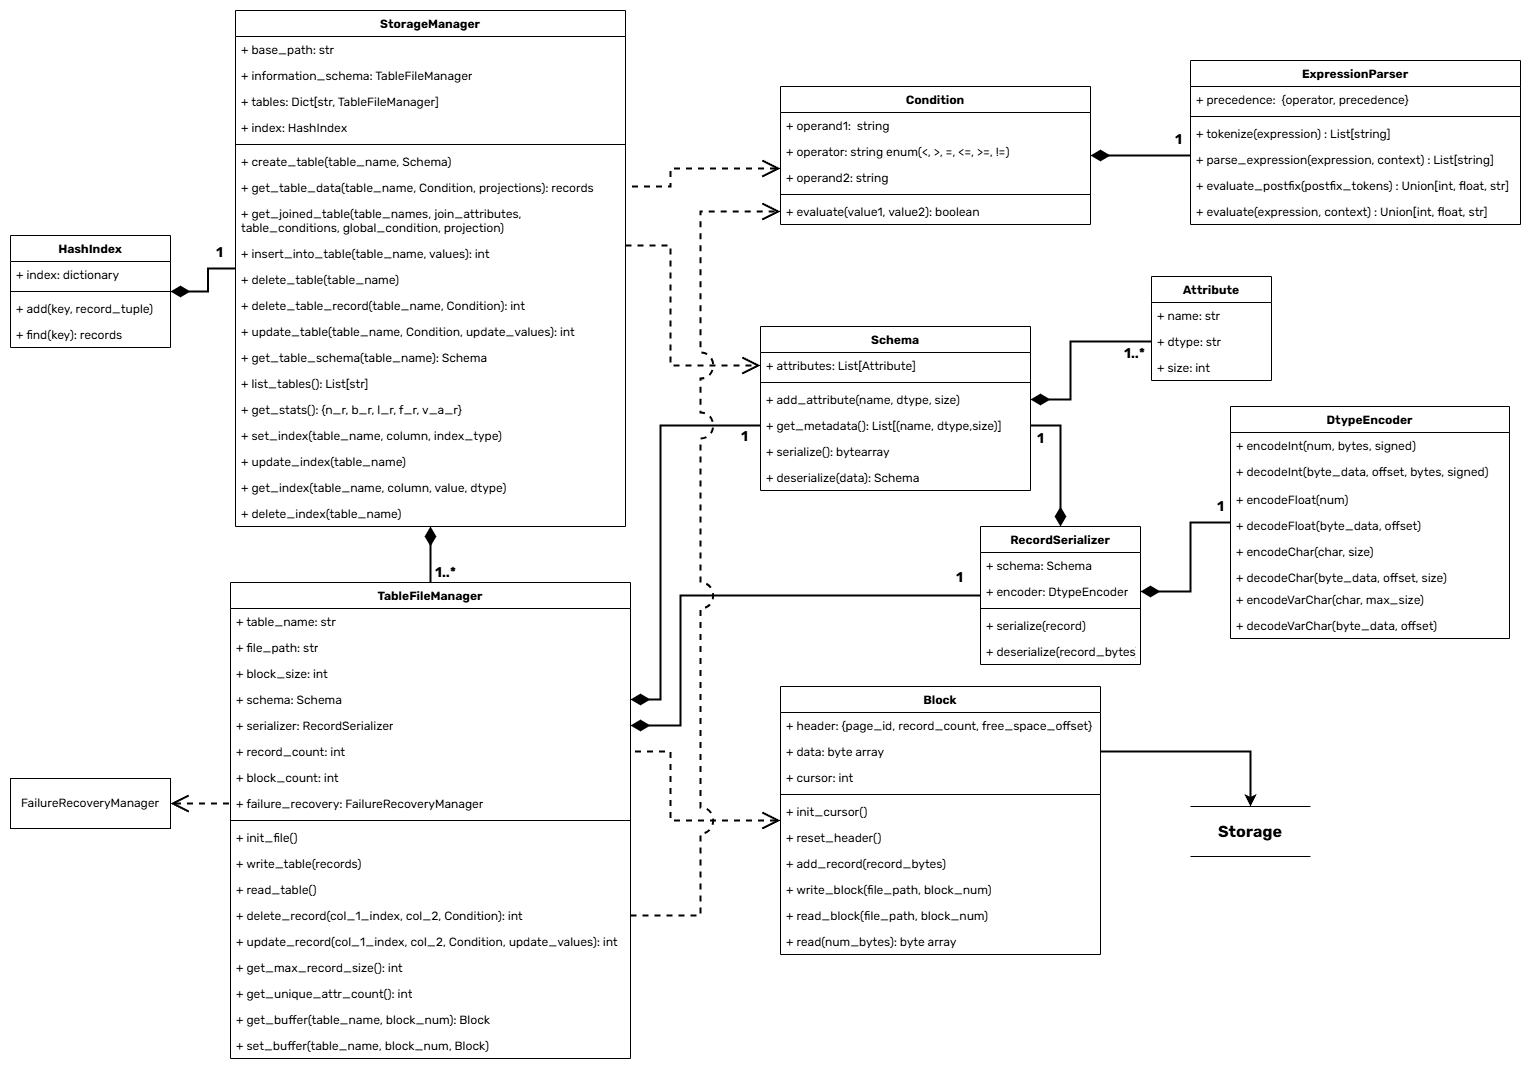 StorageManager
+ base_path: str
+ information_schema: TableFileManager
+ tables: Dict[str, TableFileManager]
+ index: HashIndex
+ create_table(table_name, Schema)
+ get_table_data(table_name, Condition, projections): records
+ get_joined_table(table_names, join_attributes,
table_conditions, global_condition, projection)
+ insert_into_table(table_name, values): int
+ delete_table(table_name)
+ delete_table_record(table_name, Condition): int
+ update_table(table_name, Condition, update_values): int
+ get_table_schema(table_name): Schema
+ list_tables(): List[str]
+ get_stats(): {n_r, b_r, l_r, f_r, v_a_r}
+ set_index(table_name, column, index_type)
+ update_index(table_name)
+ get_index(table_name, column, value, dtype)
+ delete_index(table_name)
HashIndex
+ index: dictionary
+ add(key, record_tuple)
+ find(key): records
1
Condition
+ operand1:  string
+ operator: string enum(<, >, =, <=, >=, !=)
+ operand2: string
+ evaluate(value1, value2): boolean
1
ExpressionParser
+ precedence:  {operator, precedence}
+ tokenize(expression) : List[string]
+ parse_expression(expression, context) : List[string]
+ evaluate_postfix(postfix_tokens) : Union[int, float, str]
+ evaluate(expression, context) : Union[int, float, str]
Attribute
+ name: str
+ dtype: str
+ size: int
1..*
Schema
+ attributes: List[Attribute]
+ add_attribute(name, dtype, size)
+ get_metadata(): List[(name, dtype,size)]
+ serialize(): bytearray
+ deserialize(data): Schema
1
1
DtypeEncoder
+ encodeInt(num, bytes, signed)
+ decodeInt(byte_data, offset, bytes, signed)
+ encodeFloat(num)
+ decodeFloat(byte_data, offset)
+ encodeChar(char, size)
+ decodeChar(byte_data, offset, size)
+ encodeVarChar(char, max_size)
+ decodeVarChar(byte_data, offset)
1
RecordSerializer
+ schema: Schema
+ encoder: DtypeEncoder
+ serialize(record)
+ deserialize(record_bytes
1
1..*
TableFileManager
+ table_name: str
+ file_path: str
+ block_size: int
+ schema: Schema
+ serializer: RecordSerializer
+ record_count: int
+ block_count: int
+ failure_recovery: FailureRecoveryManager
+ init_file()
+ write_table(records)
+ read_table()
+ delete_record(col_1_index, col_2, Condition): int
+ update_record(col_1_index, col_2, Condition, update_values): int
+ get_max_record_size(): int
+ get_unique_attr_count(): int
+ get_buffer(table_name, block_num): Block
+ set_buffer(table_name, block_num, Block)
FailureRecoveryManager
Block
+ header: {page_id, record_count, free_space_offset}
+ data: byte array
+ cursor: int
+ init_cursor()
+ reset_header()
+ add_record(record_bytes)
+ write_block(file_path, block_num)
+ read_block(file_path, block_num)
+ read(num_bytes): byte array
Storage